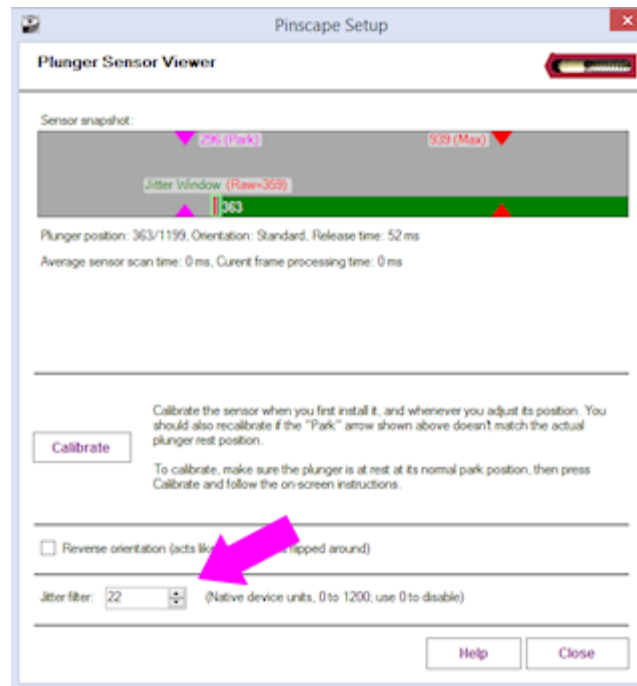 Pinscape Setup
Plunger Sensor Viewer
Sensor snapshot:
296 (Park)
939 (Max)
Jitter Window (Raw=359)
363
Plunger position: 363/1199, Orientation: Standard, Release time: 52 ms
Average sensor scan time: 0 ms, Curent frame processing time: 0 ms
Calibrate the sensor when you first install it, and whenever you adjust its position. You
should also recalibrate if the "Park" arrow shown above doesn't match the actual
plunger rest position.
Calibrate
To calibrate, make sure the plunger is at rest at its normal park position, then press
Calibrate and follow the on-screen instructions.
Reverse orientation (acts like flipped around)
Jitter filter: 22 (Native device units, 0 to 1200; use 0 to disable)
Help Close